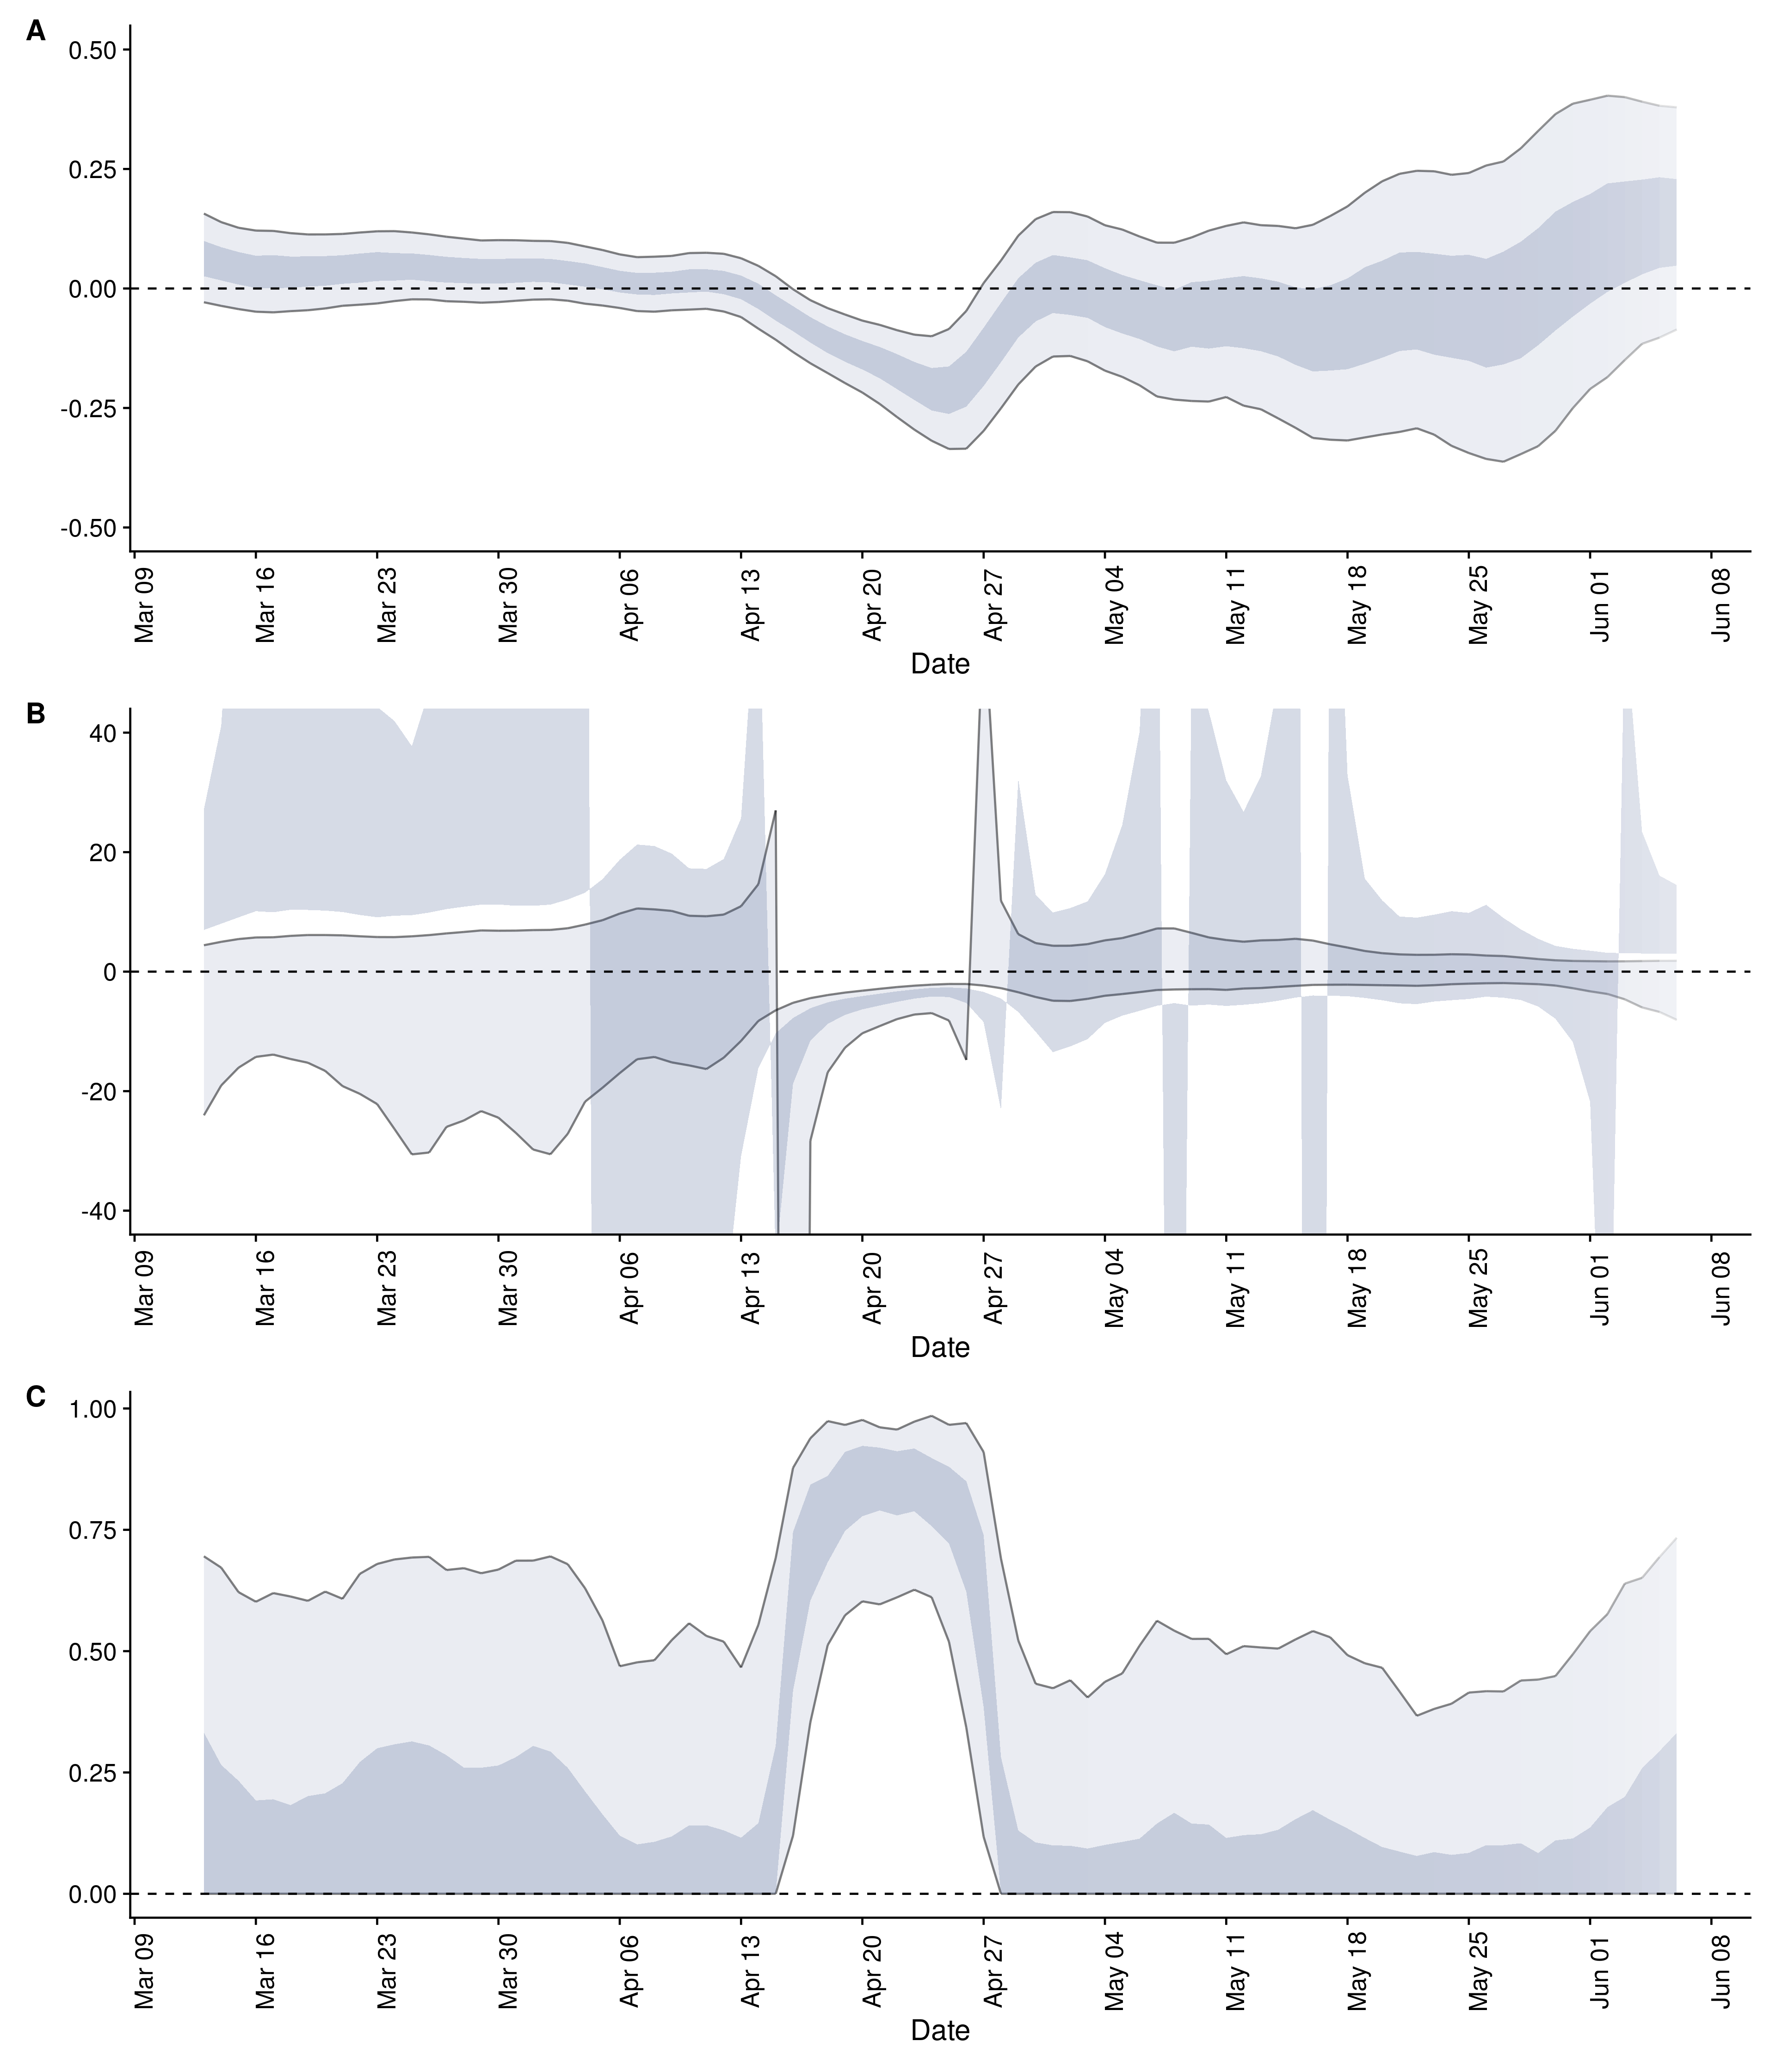 A
0.50
0.25
0.00
-0.25
-0.50
Mar 09
Mar 16
Mar 23
Mar 30
Apr 06
Apr 13
Apr 20
Apr 27
May 04
May 11
May 18
May 25
Jun 01
Jun 08
Date
B
40
20
0
-20
-40
Mar 09
Mar 16
Mar 23
Mar 30
Apr 06
Apr 13
Apr 20
Apr 27
May 04
May 11
May 18
May 25
Jun 01
Jun 08
Date
C
1.00
0.75
0.50
0.25
0.00
Mar 09
Mar 16
Mar 23
Mar 30
Apr 06
Apr 13
Apr 20
Apr 27
May 04
May 11
May 18
May 25
Jun 01
Jun 08
Date